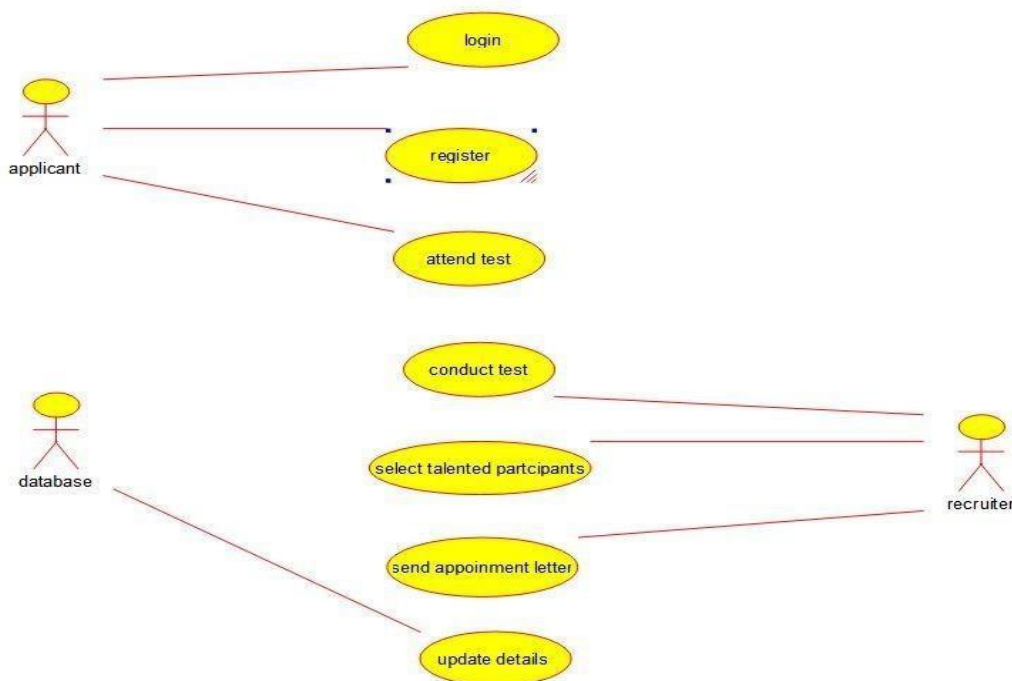 login
register
applicant
attend test
conduct test
select talented partcipants
database
recruiter
send appoinment letter
update details